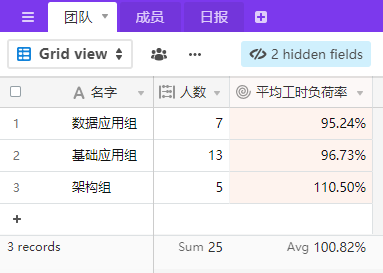 团队 成员 日报
Grid view 2 hidden fields
名字 人数 平均工时负荷率
1 数据应用组 7 95.24%
2 基础应用组 13 96.73%
3 架构组 5 110.50%
3 records Sum 25 Avg 100.82%